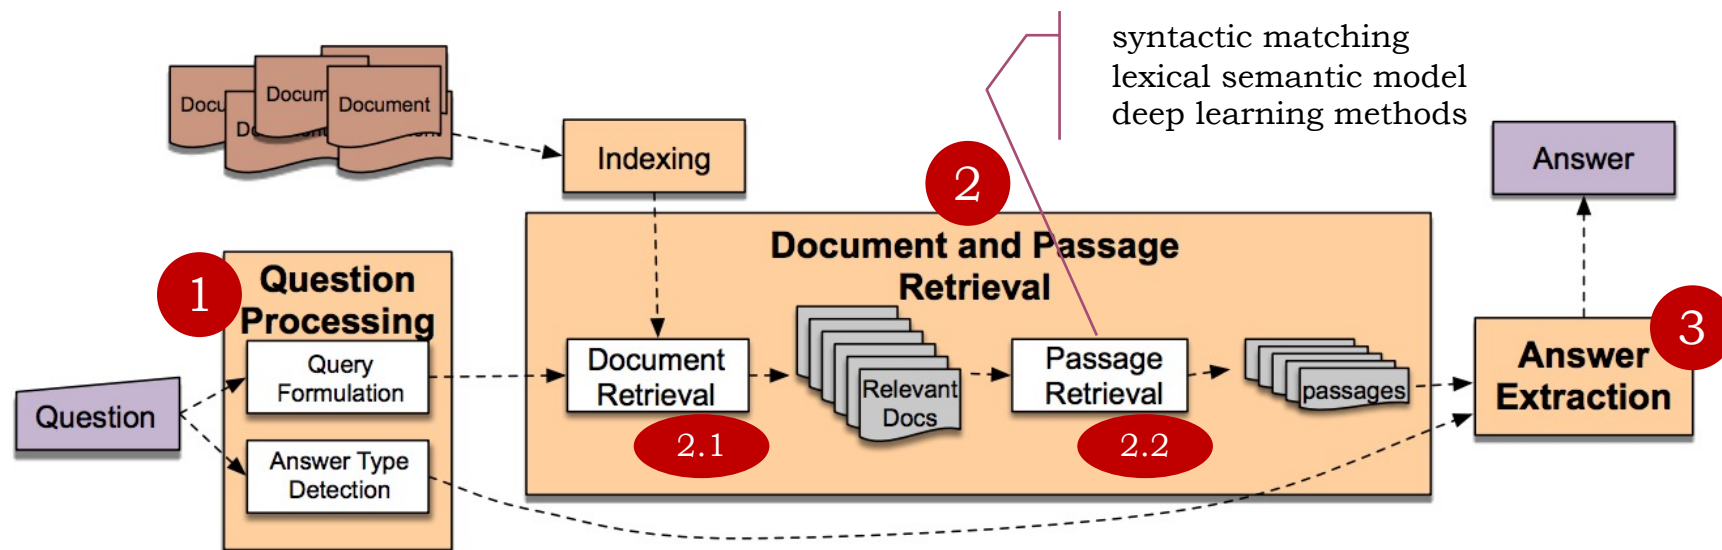 syntactic matching
lexical semantic model
deep learning methods
Docu
Docum
Document
D
Indexing
Answer
2
Document and Passage
Retrieval
1
Question
Processing
3
Query
Formulation
Document
Retrieval
Relevant
Docs
Passage
Retrieval
passages
Answer
Extraction
Question
2.1
2.2
Answer Type
Detection